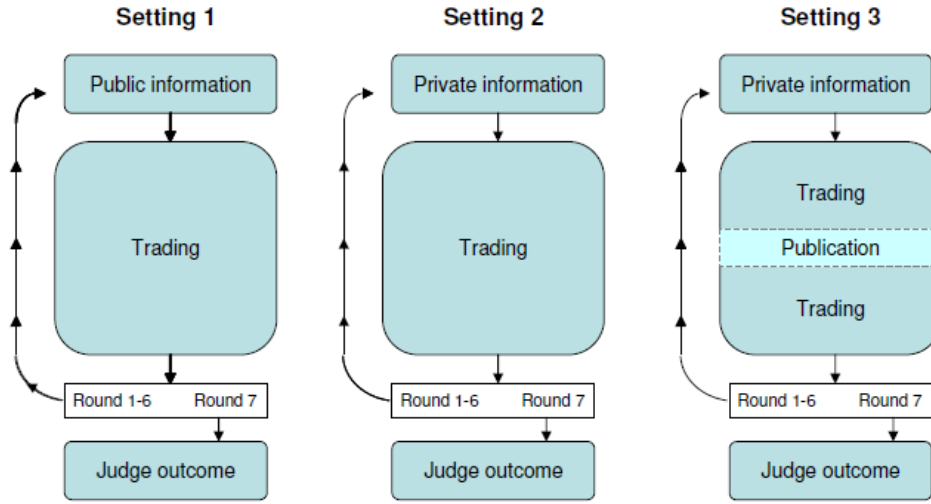 Setting 1
Setting 2
Setting 3
Public information
Private information
Private information
Trading
Trading
Trading
Publication
Trading
Round 1-6 Round 7
Round 1-6 Round 7
Round 1-6 Round 7
Judge outcome
Judge outcome
Judge outcome